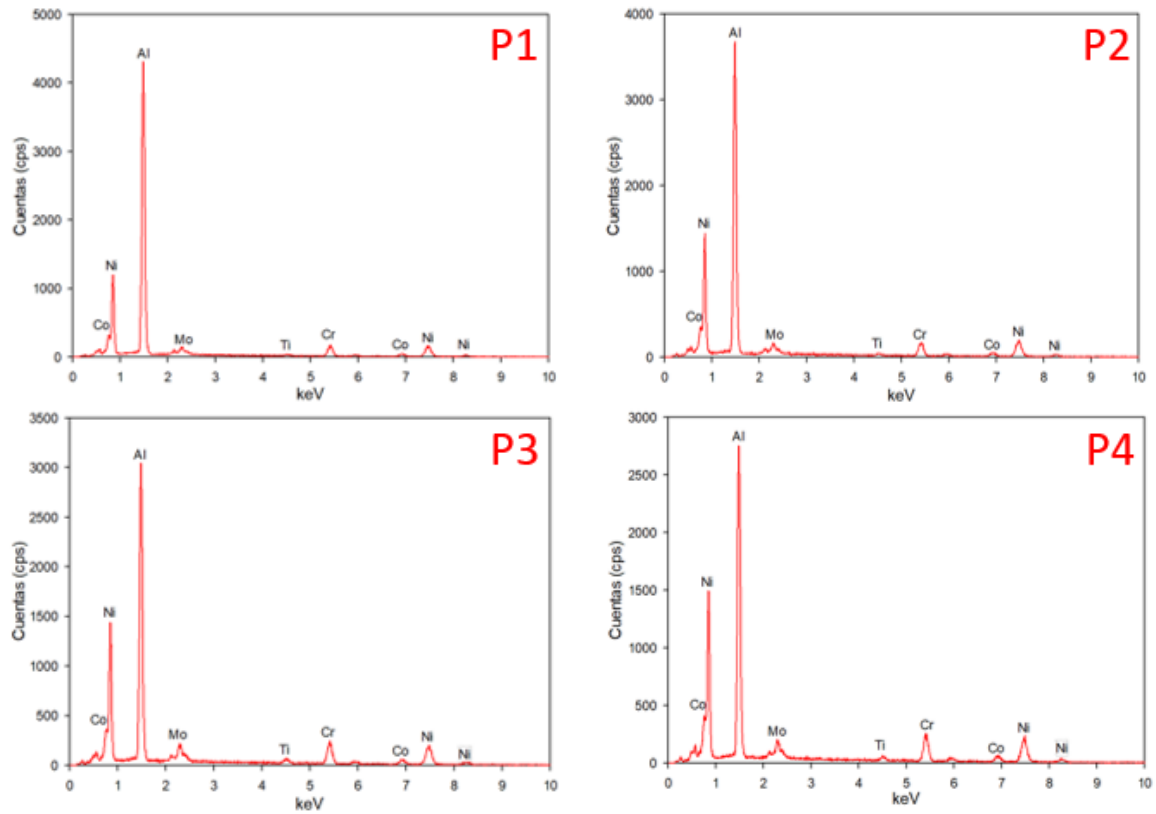 P1
5000
4000
3000
2000
1000
0
Cuentas (cps)
Al
Ni
Co
Mo
Ti
Cr
Co
Ni
Ni
0 1 2 3 4 5 6 7 8 9 10
keV
P2
4000
3000
2000
1000
0
Cuentas (cps)
Al
Ni
Co
Mo
Ti
Cr
Co
Ni
Ni
0 1 2 3 4 5 6 7 8 9 10
keV
P3
3500
3000
2500
2000
1500
1000
500
0
Cuentas (cps)
Al
Ni
Co
Mo
Ti
Cr
Co
Ni
Ni
0 1 2 3 4 5 6 7 8 9 10
keV
P4
3000
2500
2000
1500
1000
500
0
Cuentas (cps)
Al
Ni
Co
Mo
Ti
Cr
Co
Ni
Ni
0 1 2 3 4 5 6 7 8 9 10
keV